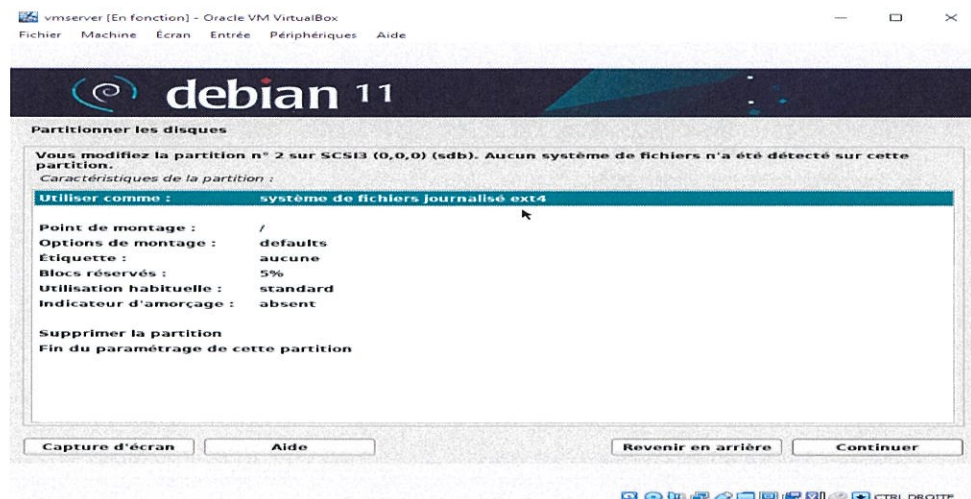 vmserver [En fonction] - Oracle VM VirtualBox
Fichier Machine Écran Entrée Périphériques Aide
debian 11
Partitionner les disques
Vous modifiez la partition n° 2 sur SCSI3 (0,0,0) (sdb). Aucun système de fichiers n'a été détecté sur cette
partition.
Caractéristiques de la partition :
Utiliser comme : système de fichiers journalisé ext4
Point de montage : /
Options de montage : defaults
Étiquette : aucune
Blocs réservés : 5%
Utilisation habituelle : standard
Indicateur d'amorçage : absent
Supprimer la partition
Fin du paramétrage de cette partition
Capture d'écran Aide Revenir en arrière Continuer
CTRL DROITE